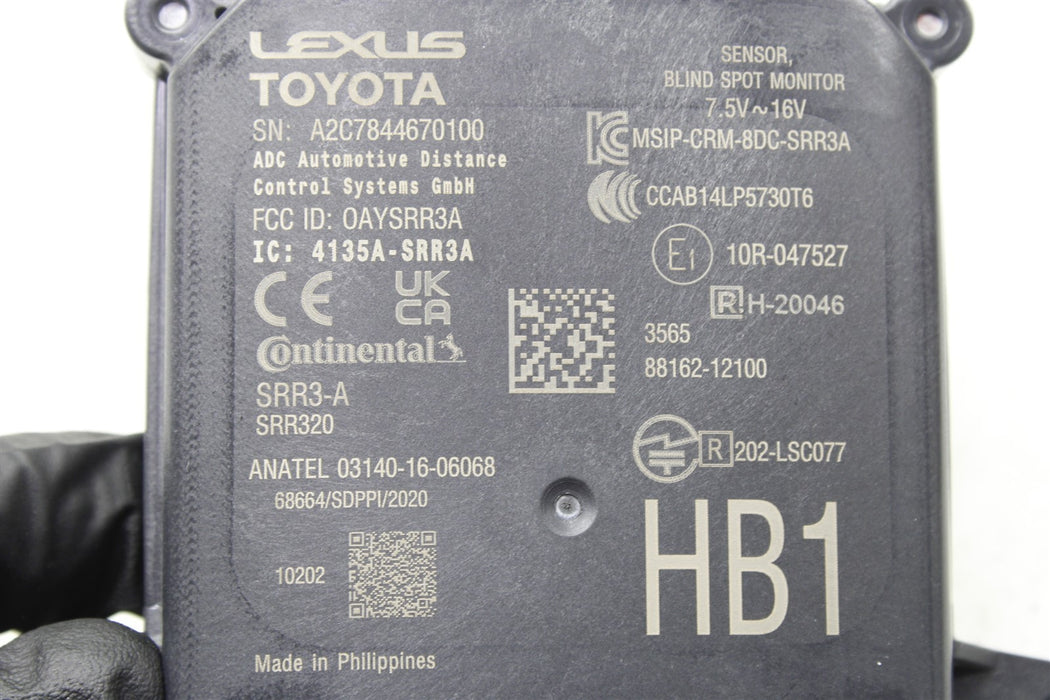 LEXUS
TOYOTA
SN: A2C7844670100
ADC Automotive Distance
Control Systems GmbH
FCC ID: OAYSRR3A
IC: 4135A-SRR3A
CE UK CA
Continental
SRR3-A
SRR320
ANATEL 03140-16-06068
68664/SDPPI/2020
10202
Made in Philippines
SENSOR,
BLIND SPOT MONITOR
7.5V~16V
KC MSIP-CRM-8DC-SRR3A
CCAB14LP5730T6
E1 10R-047527
R H-20046
3565
88162-12100
R 202-LSC077
HB1